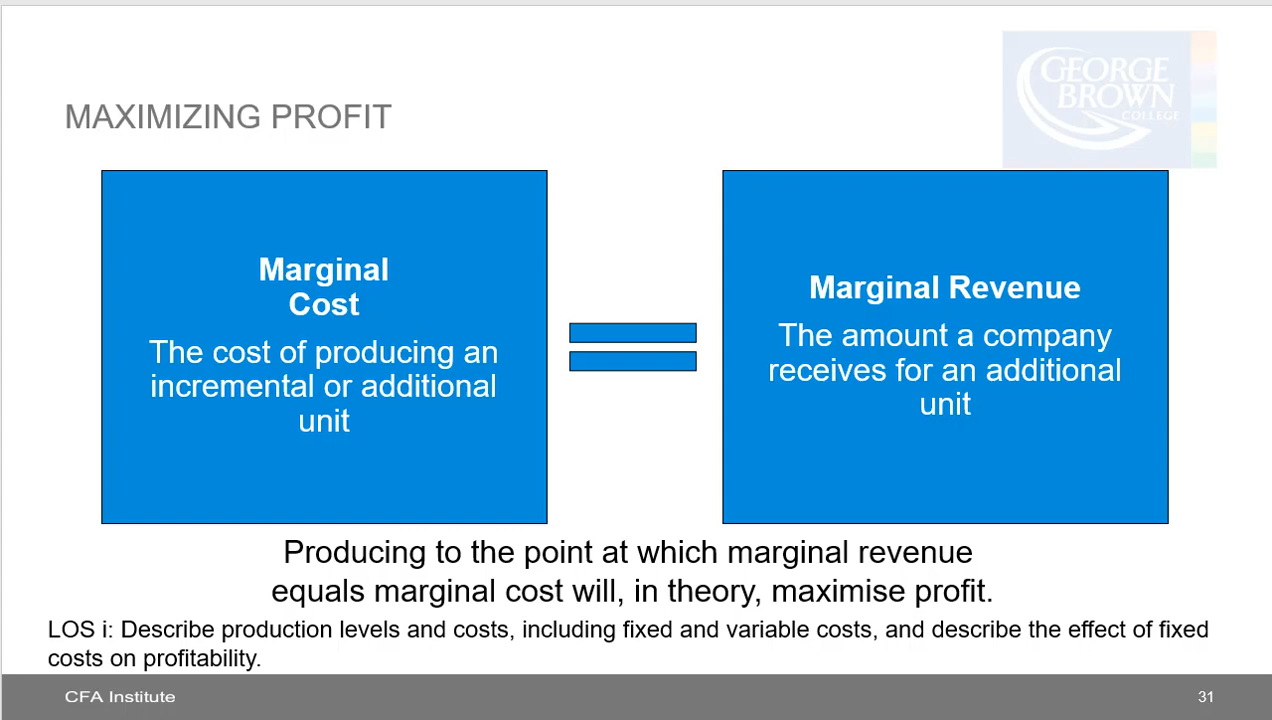 GEORGE
BROWN
COLLEGE
MAXIMIZING PROFIT
Marginal
Cost
The cost of producing an
incremental or additional
unit
Marginal Revenue
The amount a company
receives for an additional
unit
Producing to the point at which marginal revenue
equals marginal cost will, in theory, maximise profit.
LOS i: Describe production levels and costs, including fixed and variable costs, and describe the effect of fixed
costs on profitability.
CFA Institute
31